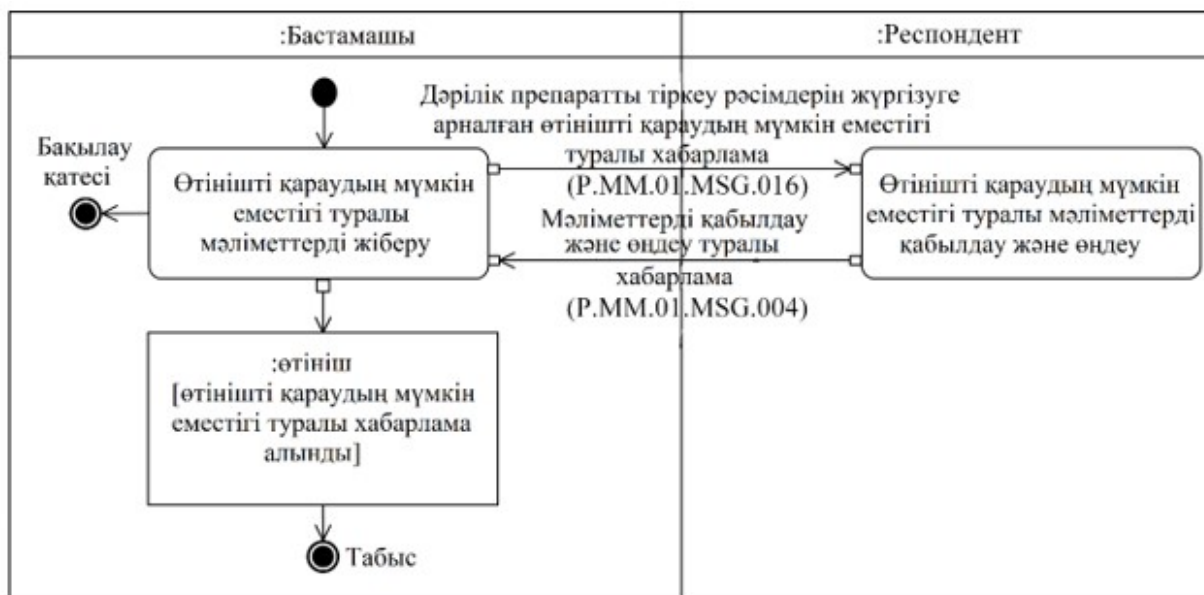 :Бастамашы
:Респондент
Дәрілік препаратты тіркеу рәсімдерін жүргізуге
арналған өтінішті қараудың мүмкін еместігі
туралы хабарлама
(P.MM.01.MSG.016)
Бақылау
қатесі
Өтінішті қараудың мүмкін
еместігі туралы
мәліметтерді жіберу
Өтінішті қараудың мүмкін
еместігі туралы мәліметтерді
қабылдау және өңдеу
Мәліметтерді қабылдау
және өңдеу туралы
хабарлама
(P.MM.01.MSG.004)
:өтініш
[өтінішті қараудың мүмкін
еместігі туралы хабарлама
алынды]
Табыс